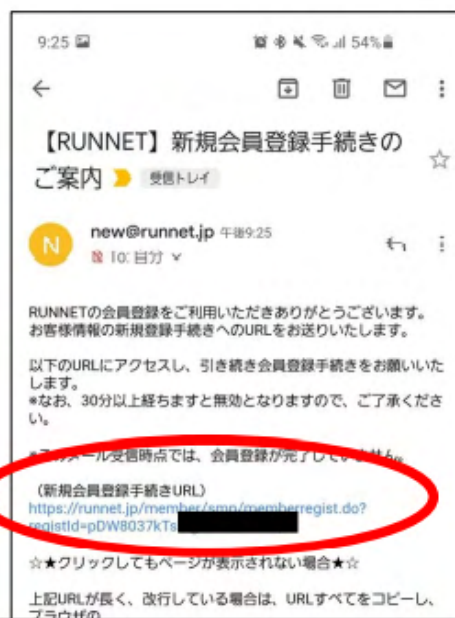 9:25 54%
【RUNNET】新規会員登録手続きの
ご案内 受信トレイ
N new@runnet.jp 午後9:25
To: 自分
RUNNETの会員登録をご利用いただきありがとうございます。
お客様情報の新規登録手続きへのURLをお送りいたします。
以下のURLにアクセスし、引き続き会員登録手続きをお願いいた
します。
*なお、30分以上経ちますと無効となりますので、ご了承くださ
い。
*このメール受信時点では、会員登録が完了していません。
(新規会員登録手続きURL)
https://runnet.jp/member/smp/memberregist.do?
registId=pDW8037kTs
☆★クリックしてもページが表示されない場合★☆
上記URLが長く、改行している場合は、URLすべてをコピーし、
ブラウザの